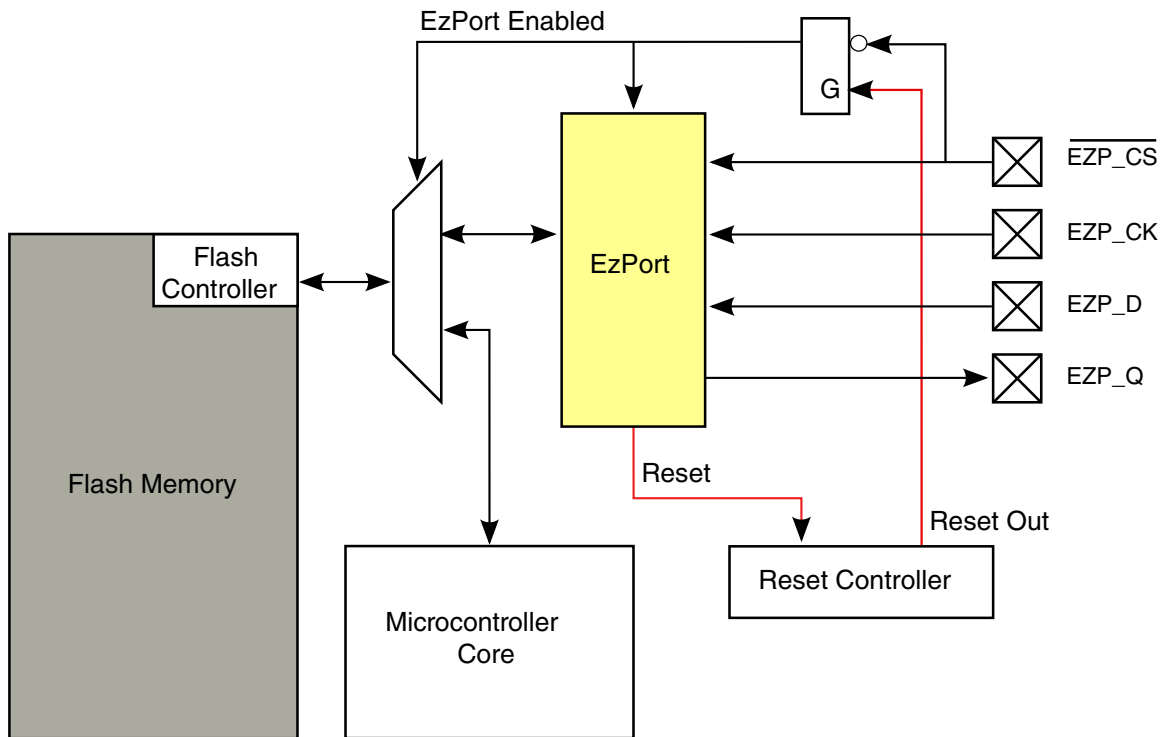 EzPort Enabled
G
EZP_CS
Flash
Controller
EzPort
EZP_CK
EZP_D
EZP_Q
Flash Memory
Reset
Reset Out
Microcontroller
Core
Reset Controller